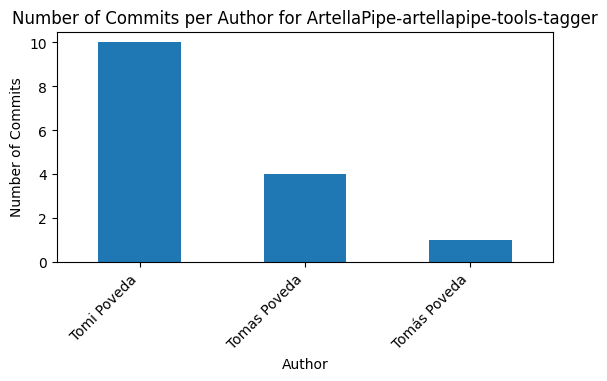 Number of Commits per Author for ArtellaPipe-artellapipe-tools-tagger
Number of Commits
10
8
6
4
2
0
Tomi Poveda
Tomas Poveda
Tomás Poveda
Author